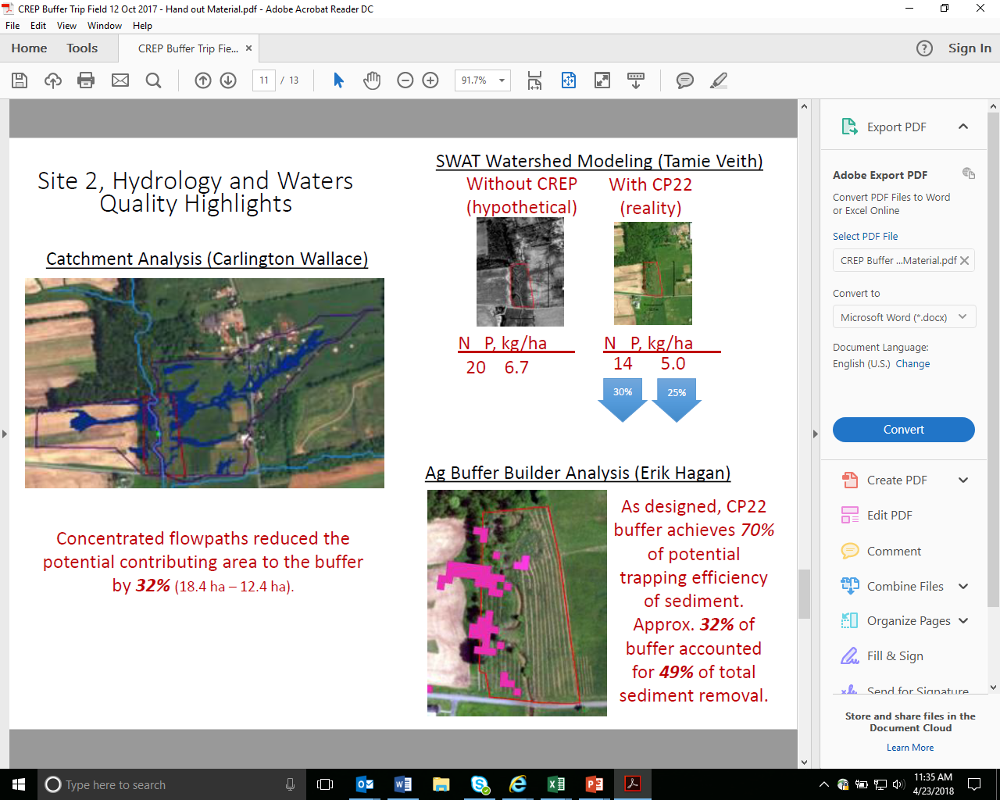 CREP Buffer Trip Field 12 Oct 2017 - Hand out Material.pdf - Adobe Acrobat Reader DC
File Edit View Window Help
Home Tools CREP Buffer Trip Fie... × ? Sign In
11 / 13 91.7%
Site 2, Hydrology and Waters
Quality Highlights
Catchment Analysis (Carlington Wallace)
Concentrated flowpaths reduced the
potential contributing area to the buffer
by 32% (18.4 ha – 12.4 ha).
SWAT Watershed Modeling (Tamie Veith)
Without CREP
(hypothetical)
With CP22
(reality)
N P, kg/ha
20 6.7
N P, kg/ha
14 5.0
30% 25%
Ag Buffer Builder Analysis (Erik Hagan)
As designed, CP22
buffer achieves 70%
of potential
trapping efficiency
of sediment.
Approx. 32% of
buffer accounted
for 49% of total
sediment removal.
Export PDF
Adobe Export PDF
Convert PDF Files to Word
or Excel Online
Select PDF File
CREP Buffer ...Material.pdf
Convert to
Microsoft Word (*.docx)
Document Language:
English (U.S.) Change
Convert
Create PDF
Edit PDF
Comment
Combine Files
Organize Pages
Fill & Sign
Send for Signature
Store and share files in the
Document Cloud
Learn More
Type here to search
11:35 AM
4/23/2018